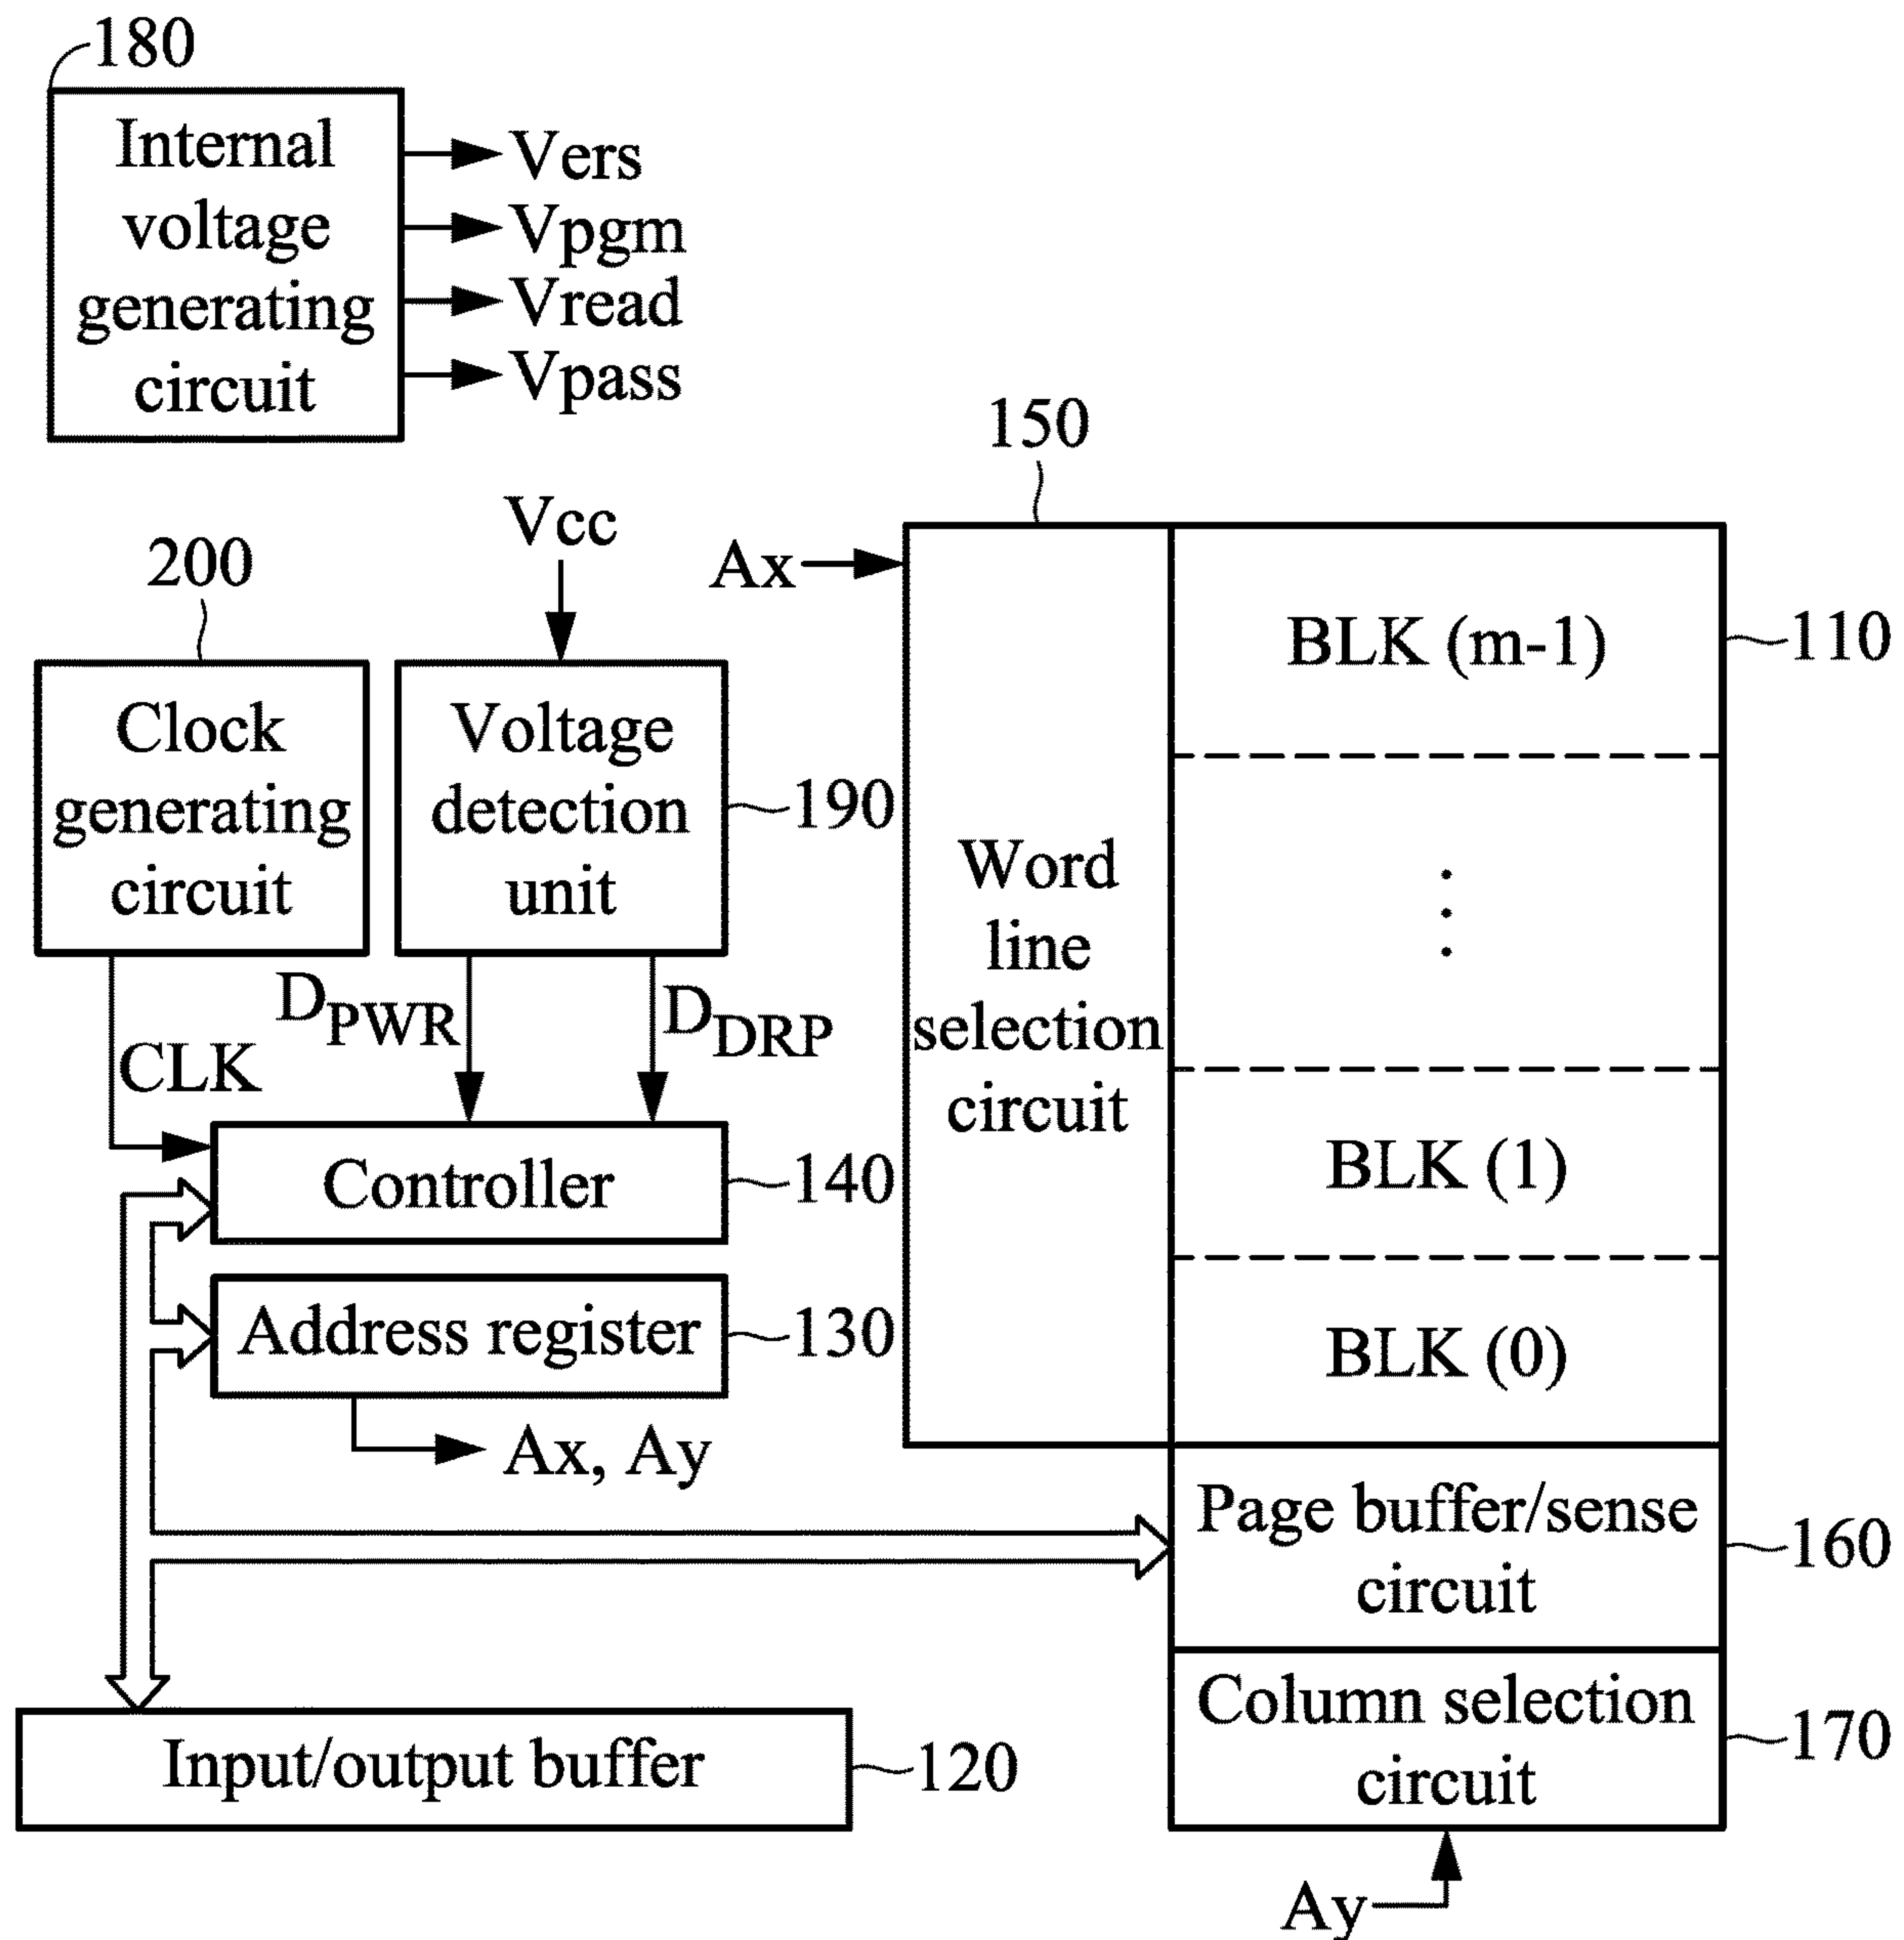 180
Internal
voltage
generating
circuit
Vers
Vpgm
Vread
Vpass
200
Clock
generating
circuit
CLK
Vcc
Voltage
detection
unit
190
DPWR
DDRP
Controller
140
Address register
130
Ax, Ay
Input/output buffer
120
150
Ax
Word
line
selection
circuit
BLK (m-1)
110
BLK (1)
BLK (0)
Page buffer/sense
circuit
160
Column selection
circuit
170
Ay